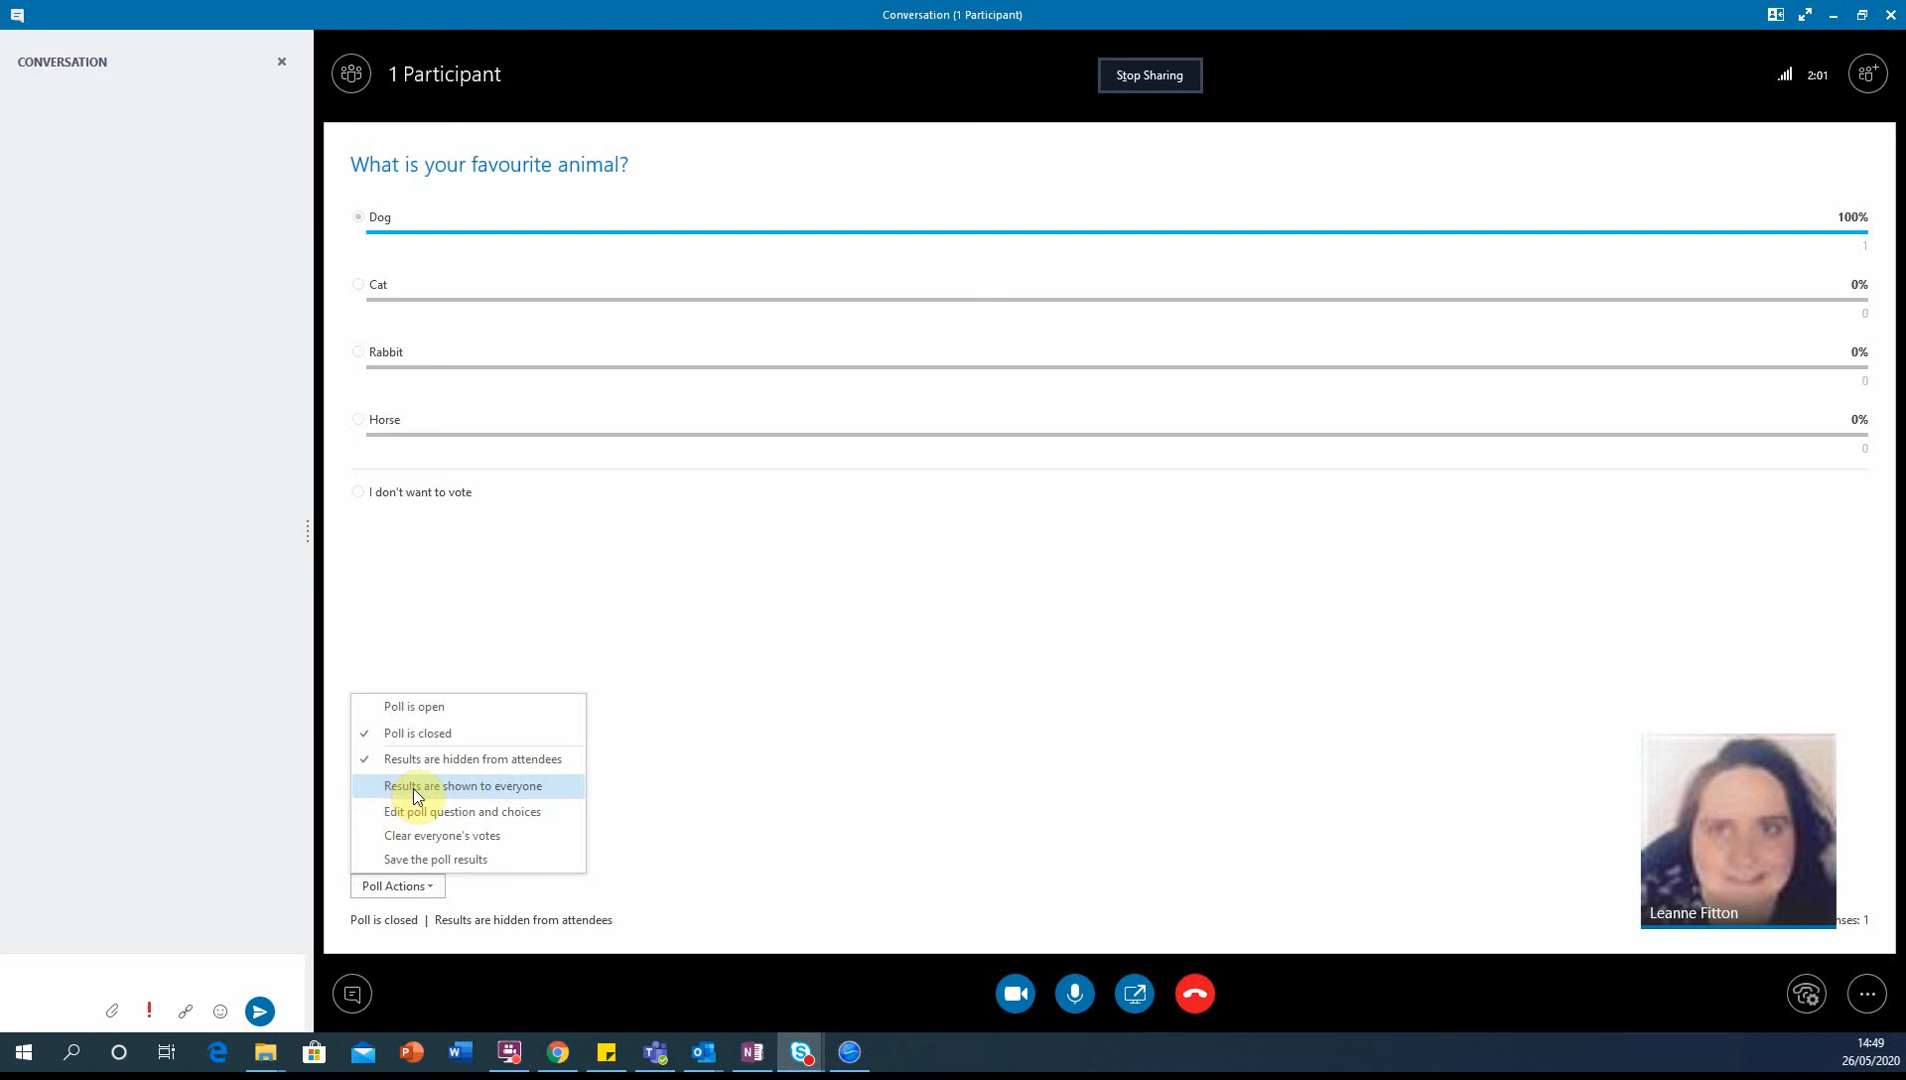 Conversation (1 Participant)
CONVERSATION
1 Participant
Stop Sharing
2:01
What is your favourite animal?
Dog
100%
1
Cat
0%
0
Rabbit
0%
0
Horse
0%
0
I don't want to vote
Poll is open
Poll is closed
Results are hidden from attendees
Results are shown to everyone
Edit poll question and choices
Clear everyone's votes
Save the poll results
Poll Actions
Poll is closed | Results are hidden from attendees
Leanne Fitton
nses: 1
14:49
26/05/2020